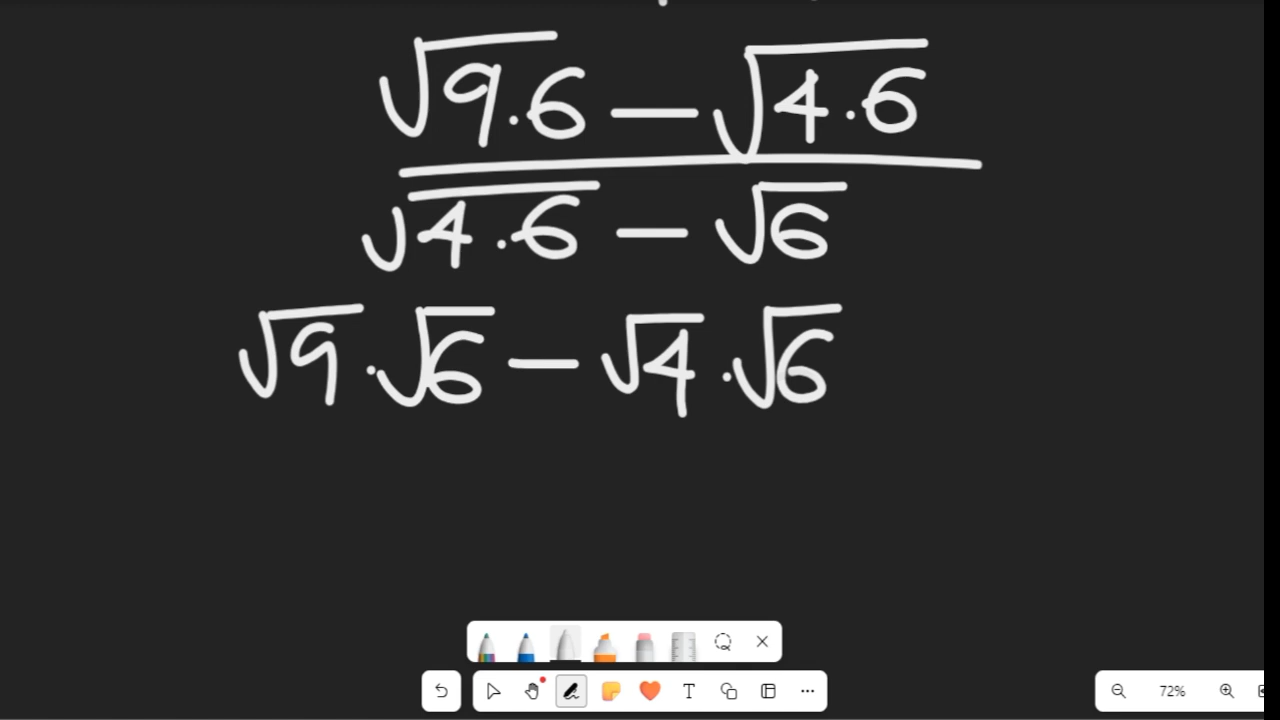 √9.6 — √4.6
√4.6 — √6
√9.√6 — √4.√6
T
72%